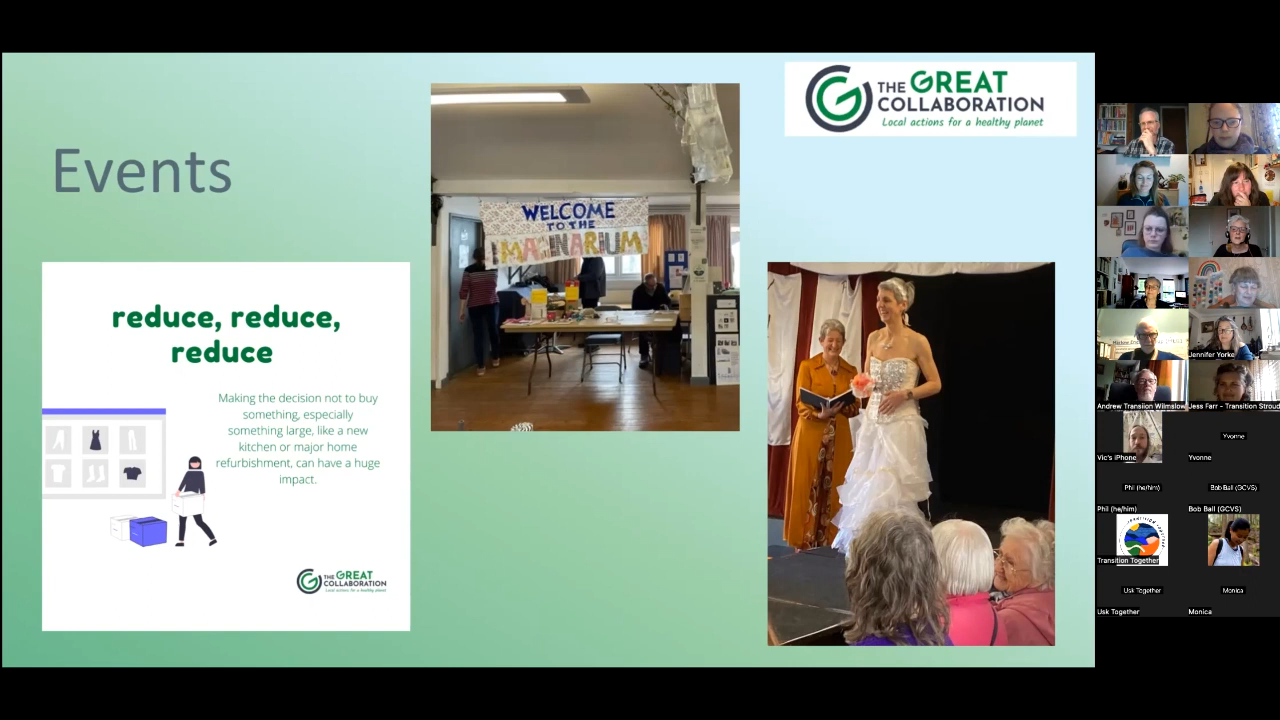 Events
WELCOME
TO THE
IMAGINARIUM
THE GREAT
COLLABORATION
Local actions for a healthy planet
reduce, reduce,
reduce
Making the decision not to buy
something, especially
something large, like a new
kitchen or major home
refurbishment, can have a huge
impact.
THE GREAT
COLLABORATION
Local actions for a healthy planet
Jennifer Yorke
Andrew Transiion Wilmslow
Jess Farr - Transition Stroud
Vic's iPhone
Yvonne
Yvonne
Phil (he/him)
Bob Ball (GCVS)
Phil (he/him)
Bob Ball (GCVS)
Transition Together
Usk Together
Monica
Usk Together
Monica